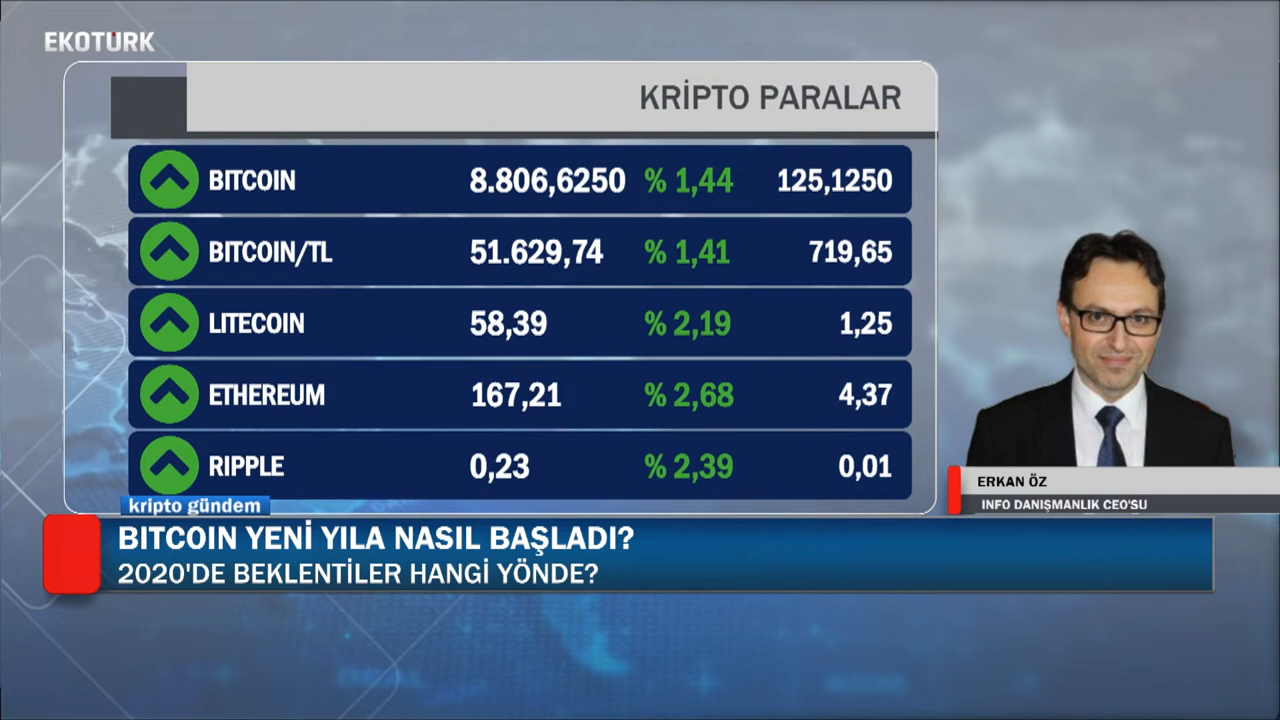 EKOTÜRK
KRİPTO PARALAR
BITCOIN 8.806,6250 % 1,44 125,1250
BITCOIN/TL 51.629,74 % 1,41 719,65
LITECOIN 58,39 % 2,19 1,25
ETHEREUM 167,21 % 2,68 4,37
RIPPLE 0,23 % 2,39 0,01
ERKAN ÖZ
INFO DANIŞMANLIK CEO'SU
kripto gündem
BITCOIN YENİ YILA NASIL BAŞLADI?
2020'DE BEKLENTİLER HANGİ YÖNDE?